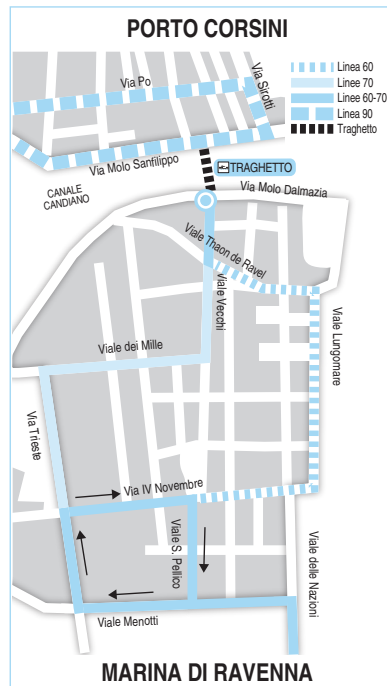 PORTO CORSINI
Linea 60
Linee 70
Linee 60-70
Linea 90
Traghetto
Via Po
Via Sirotti
Via Molo Sanfilippo
TRAGHETTO
CANALE
CANDIANO
Via Molo Dalmazia
Viale Thaon de Ravel
Viale Vecchi
Viale Lungomare
Viale dei Mille
Via Trieste
Via IV Novembre
Viale S. Pellico
Viale delle Nazioni
Viale Menotti
MARINA DI RAVENNA